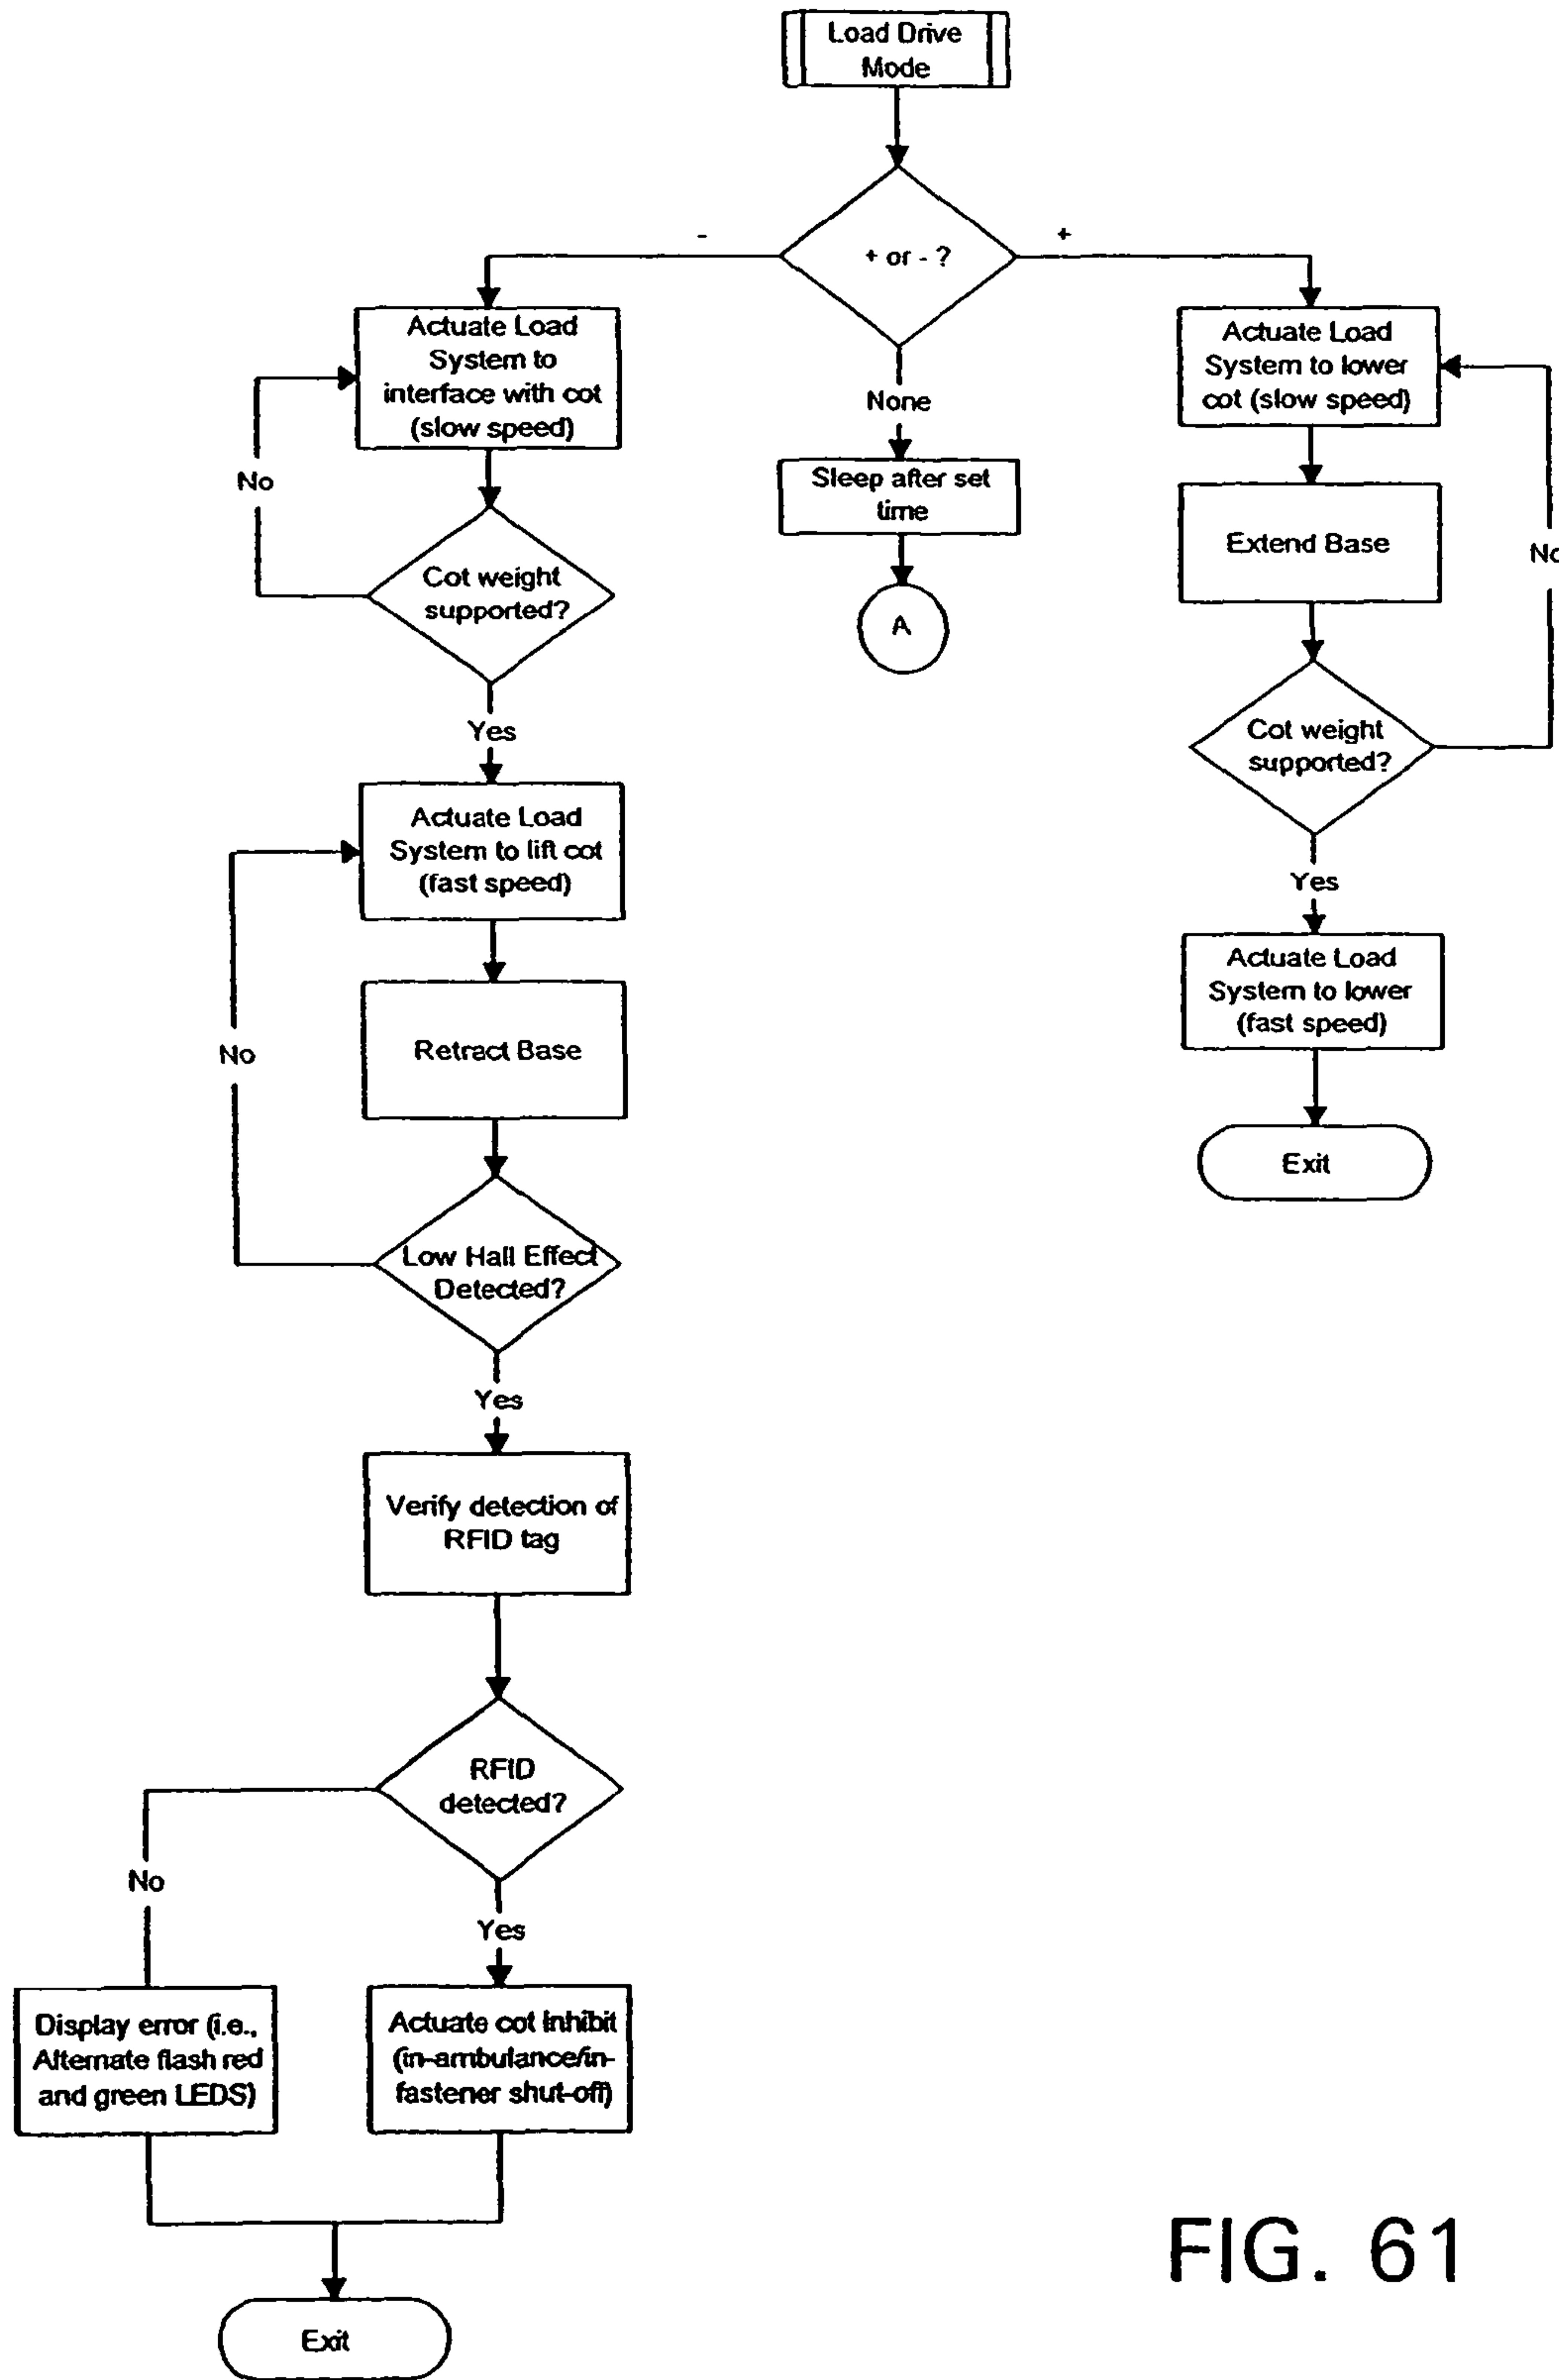 Load Drive
Mode
+ or - ?
-
+
None
Sleep after set
time
A
Actuate Load
System to
interface with cot
(slow speed)
No
Cot weight
supported?
Yes
Actuate Load
System to lift cot
(fast speed)
Retract Base
No
Low Hall Effect
Detected?
Yes
Verify detection of
RFID tag
RFID
detected?
No
Yes
Display error (i.e.,
Alternate flash red
and green LEDS)
Actuate cot Inhibit
(in-ambulance/in-
fastener shut-off)
Exit
Actuate Load
System to lower
cot (slow speed)
Extend Base
No
Cot weight
supported?
Yes
Actuate Load
System to lower
(fast speed)
Exit
FIG. 61